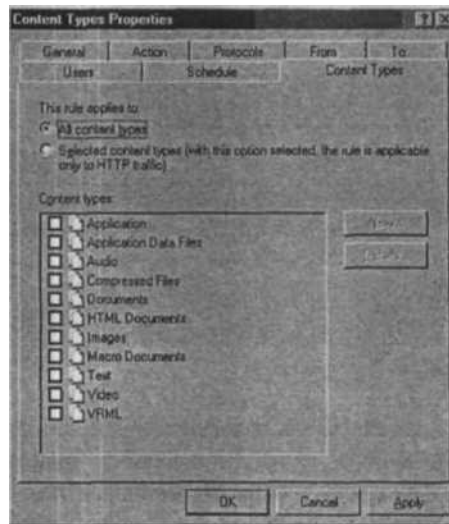 Content Types Properties
General Action Protocols From To
Users Schedule Content Types
This rule applies to:
All content types
Selected content types (with this option selected, the rule is applicable
only to HTTP traffic)
Content types:
Application
Application Data Files
Audio
Compressed Files
Documents
HTML Documents
Images
Macro Documents
Text
Video
VRML
OK Cancel Apply